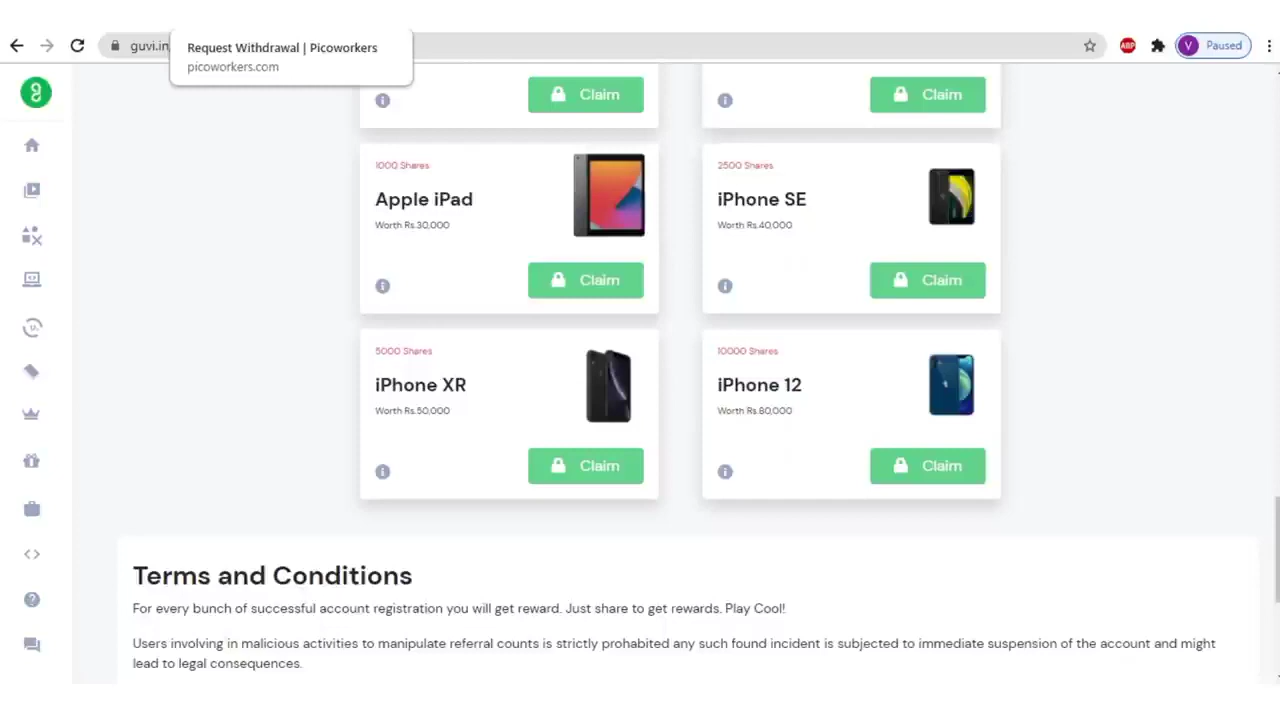 guvi.in
Request Withdrawal | Picoworkers
picoworkers.com
ABP
V
Paused
Claim
Claim
1000 Shares
Apple iPad
Worth Rs.30,000
Claim
2500 Shares
iPhone SE
Worth Rs.40,000
Claim
5000 Shares
iPhone XR
Worth Rs.50,000
Claim
10000 Shares
iPhone 12
Worth Rs.80,000
Claim
Terms and Conditions
For every bunch of successful account registration you will get reward. Just share to get rewards. Play Cool!
Users involving in malicious activities to manipulate referral counts is strictly prohabited any such found incident is subjected to immediate suspension of the account and might
lead to legal consequences.